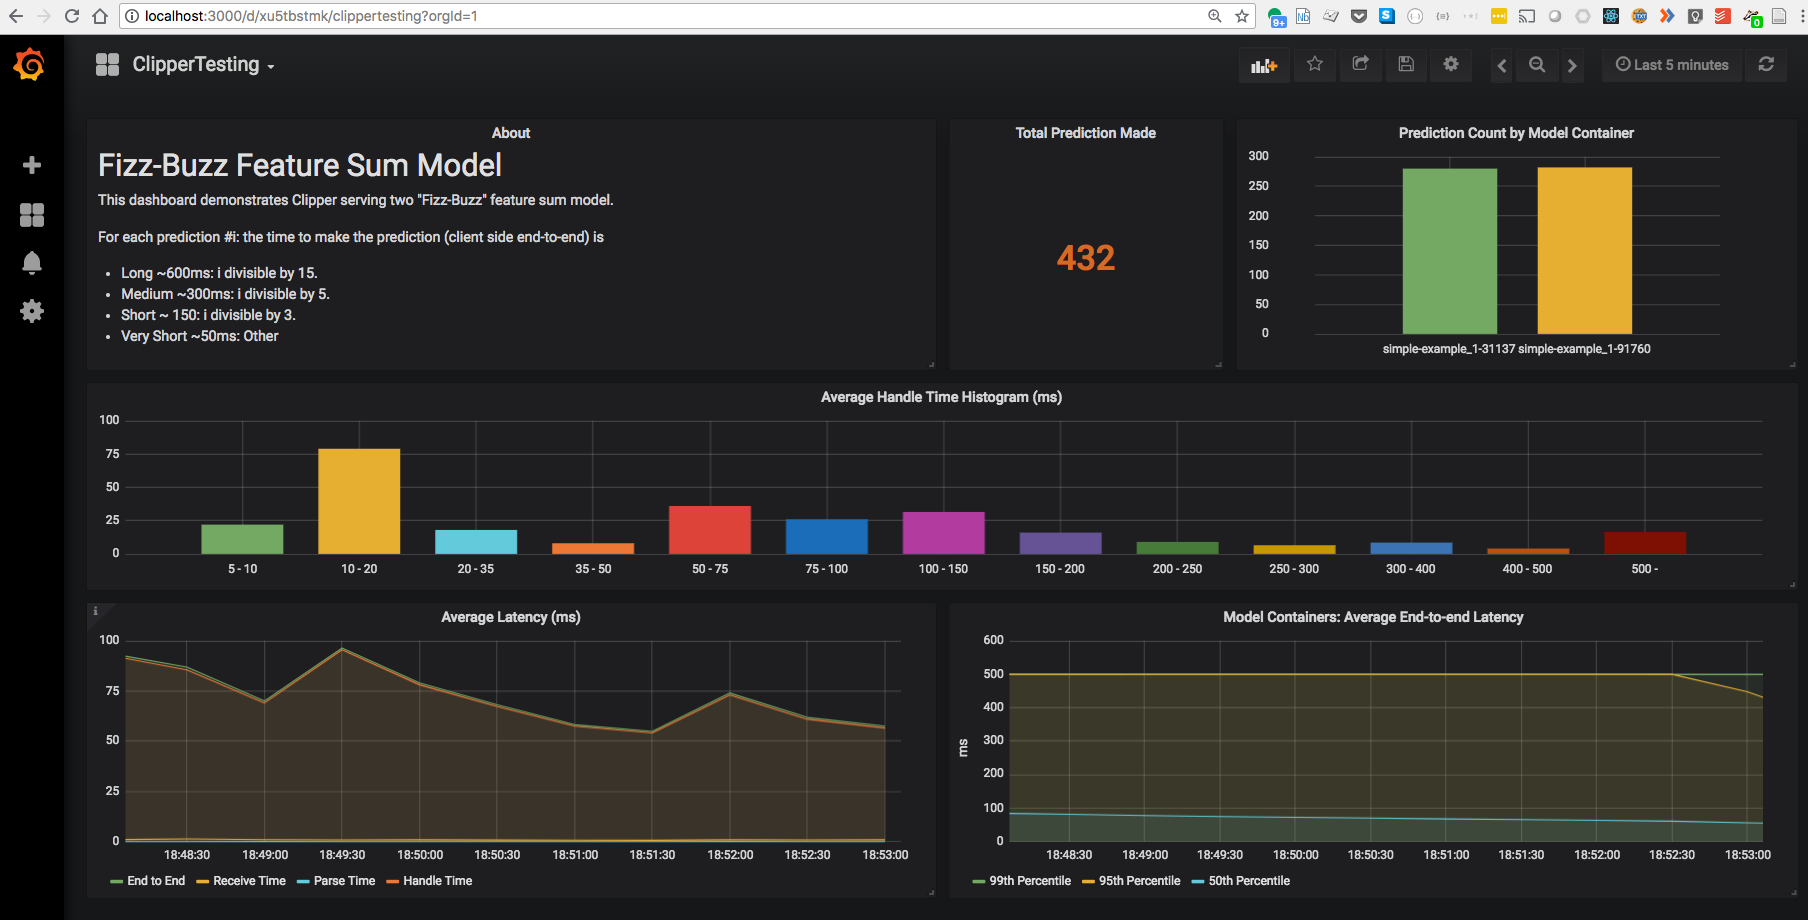 localhost:3000/d/xu5tbstmk/clippertesting?orgId=1
ClipperTesting
Last 5 minutes
About
Fizz-Buzz Feature Sum Model
This dashboard demonstrates Clipper serving two "Fizz-Buzz" feature sum model.
For each prediction #i: the time to make the prediction (client side end-to-end) is
• Long ~600ms: i divisible by 15.
• Medium ~300ms: i divisible by 5.
• Short ~ 150: i divisible by 3.
• Very Short ~50ms: Other
Total Prediction Made
432
Prediction Count by Model Container
300
250
200
150
100
50
0
simple-example_1-31137 simple-example_1-91760
Average Handle Time Histogram (ms)
100
75
50
25
0
5 - 10 10 - 20 20 - 35 35 - 50 50 - 75 75 - 100 100 - 150 150 - 200 200 - 250 250 - 300 300 - 400 400 - 500 500 -
Average Latency (ms)
100
75
50
25
0
18:48:30 18:49:00 18:49:30 18:50:00 18:50:30 18:51:00 18:51:30 18:52:00 18:52:30 18:53:00
End to End Receive Time Parse Time Handle Time
Model Containers: Average End-to-end Latency
ms
600
500
400
300
200
100
0
18:48:30 18:49:00 18:49:30 18:50:00 18:50:30 18:51:00 18:51:30 18:52:00 18:52:30 18:53:00
99th Percentile 95th Percentile 50th Percentile